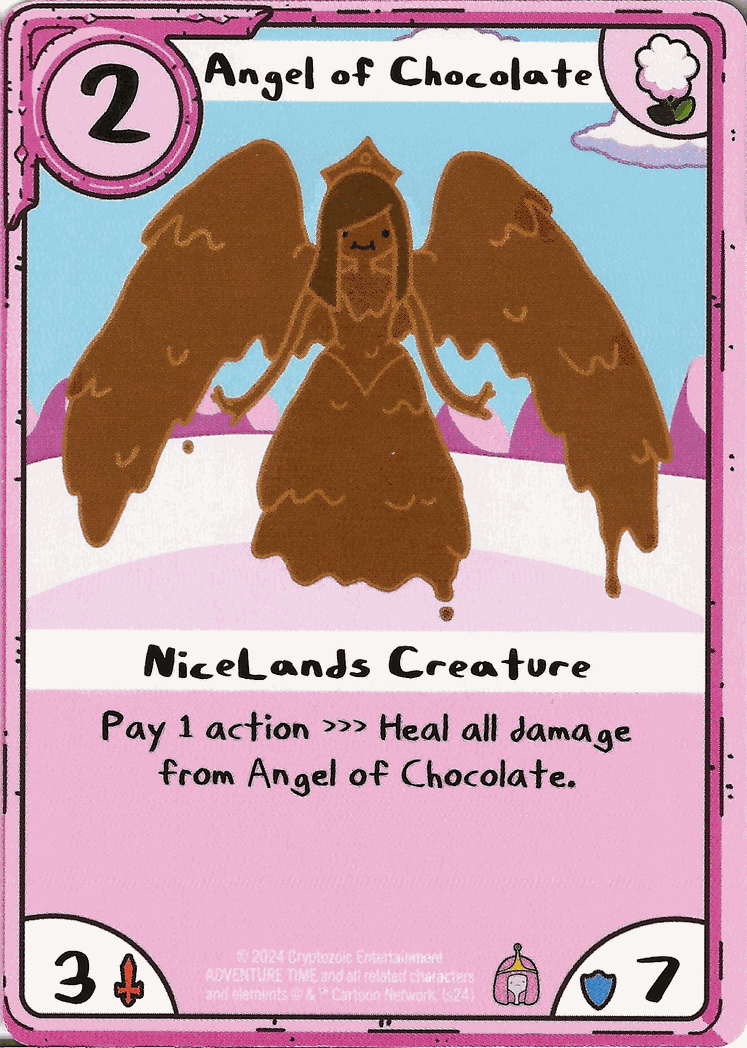 2
Angel of Chocolate
NiceLands Creature
Pay 1 action >>> Heal all damage
from Angel of Chocolate.
3
7
© 2024 Cryptozoic Entertainment
ADVENTURE TIME and all related characters
and elements © & ™ Cartoon Network. (s24)